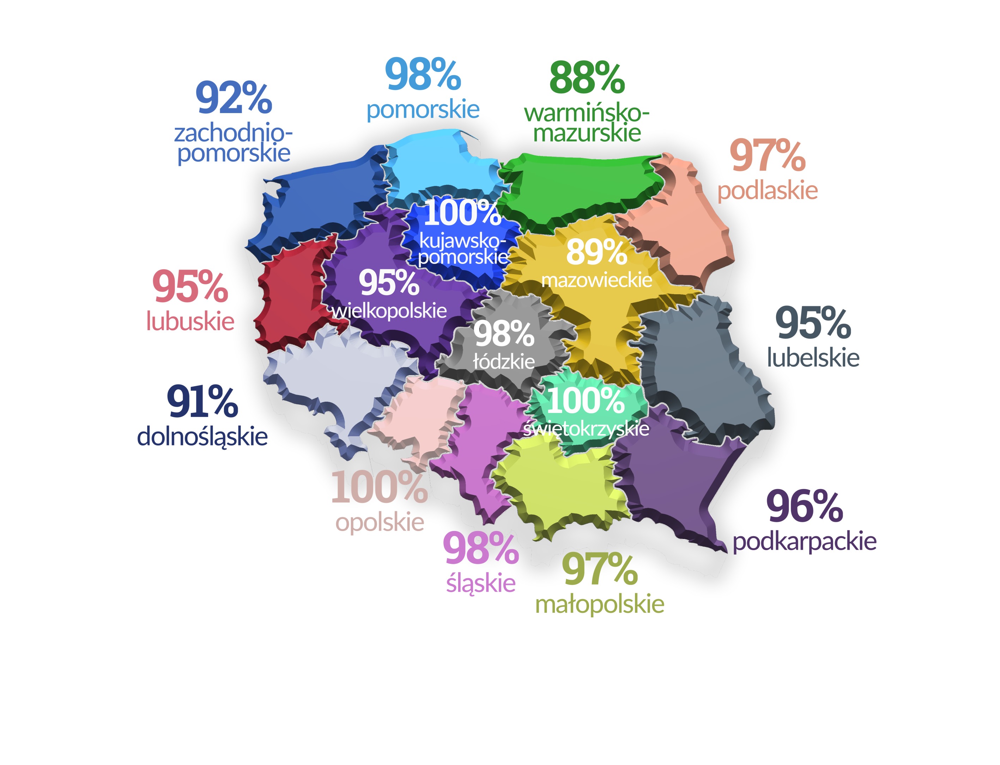 98%
pomorskie
88%
warmińsko-
mazurskie
92%
zachodnio-
pomorskie
97%
podlaskie
100%
kujawsko-
pomorskie
89%
mazowieckie
95%
lubuskie
95%
wielkopolskie
98%
łódzkie
95%
lubelskie
91%
dolnośląskie
100%
świętokrzyskie
100%
opolskie
98%
śląskie
97%
małopolskie
96%
podkarpackie